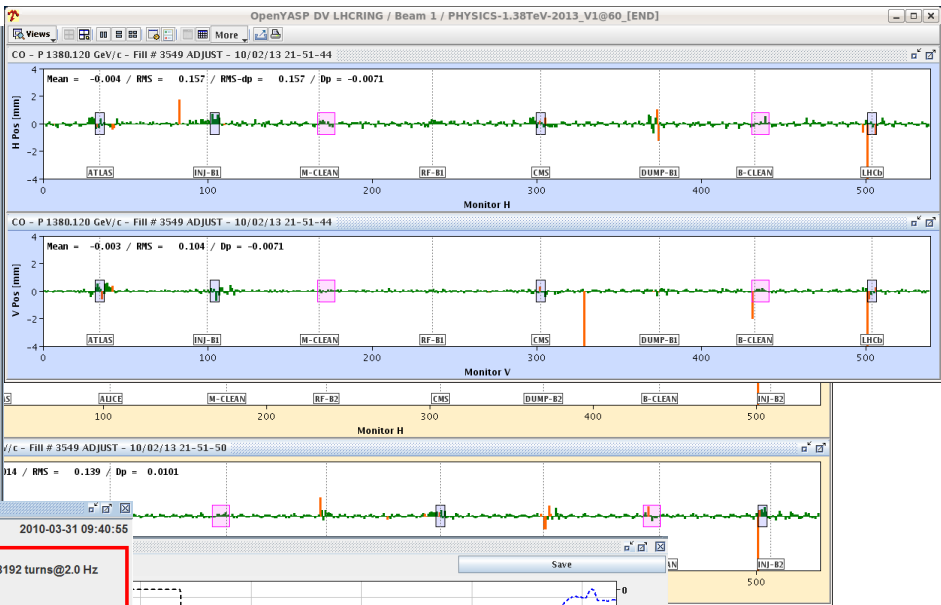 OpenYASP DV LHCRING / Beam 1 / PHYSICS-1.38TeV-2013_V1@60_[END]
Views More
CO - P 1380.120 GeV/c - Fill # 3549 ADJUST - 10/02/13 21-51-44
Mean = -0.004 / RMS = 0.157 / RMS-dp = 0.157 / Dp = -0.0071
H Pos [mm]
4
2
0
-2
-4
ATLAS INJ-B1 M-CLEAN RF-B1 CMS DUMP-B1 B-CLEAN LHCb
0 100 200 300 400 500
Monitor H
CO - P 1380.120 GeV/c - Fill # 3549 ADJUST - 10/02/13 21-51-44
Mean = -0.003 / RMS = 0.104 / Dp = -0.0071
V Pos [mm]
4
2
0
-2
-4
ATLAS INJ-B1 M-CLEAN RF-B1 CMS DUMP-B1 B-CLEAN LHCb
0 100 200 300 400 500
Monitor V
ALICE M-CLEAN RF-B2 CMS DUMP-B2 B-CLEAN INJ-B2
100 200 300 400 500
Monitor H
V/c - Fill # 3549 ADJUST - 10/02/13 21-51-50
014 / RMS = 0.139 / Dp = 0.0101
2010-03-31 09:40:55
8192 turns@2.0 Hz
Save
AN INJ-B2
500
0